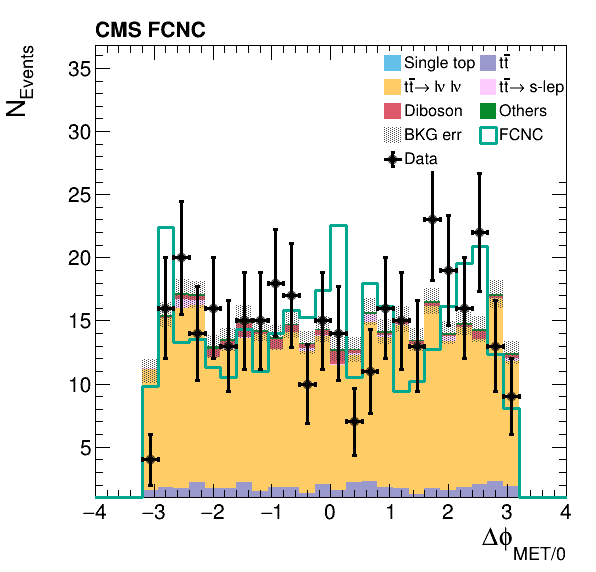 CMS FCNC
N_Events
Single top
tt̄
tt̄→ lν lν
tt̄→ s-lep
Diboson
Others
BKG err
FCNC
Data
35
30
25
20
15
10
5
−4 −3 −2 −1 0 1 2 3 4
Δϕ_MET/0